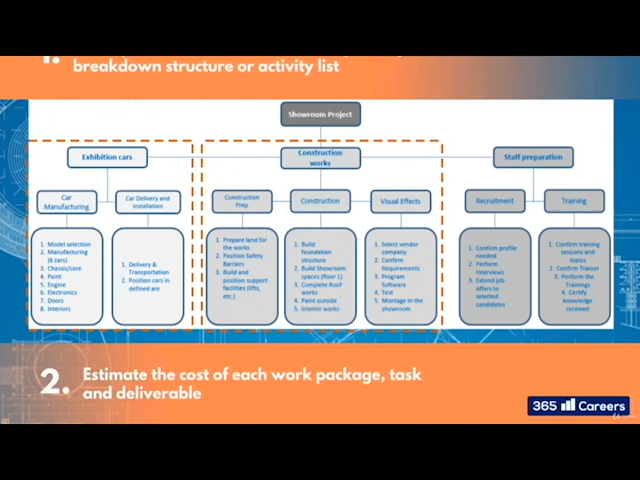 1.
breakdown structure or activity list
Showroom Project
Exhibition cars
Construction
works
Staff preparation
Car
Manufacturing
Car Delivery and
installation
Construction
Prep
Construction
Visual Effects
Recruitment
Training
1. Model selection
2. Manufacturing
(6 cars)
3. Chassis/core
4. Paint
5. Engine
6. Electronics
7. Doors
8. Interiors
1. Delivery &
Transportation
2. Position cars in
defined are
1. Prepare land for
the works
2. Position Safety
Barriers
3. Build and
position support
facilities (lifts,
etc.)
1. Build
foundation
structure
2. Build Showroom
spaces (floor 1)
3. Complete Roof
works
4. Paint outside
5. Interior works
1. Select vendor
company
2. Confirm
Requirements
3. Program
Software
4. Test
5. Montage in the
showroom
1. Confirm profile
needed
2. Perform
Interviews
3. Extend job
offers to
selected
candidates
1. Confirm training
sessions and
topics
2. Confirm Trainer
3. Perform the
Trainings
4. Certify
knowledge
received
2. Estimate the cost of each work package, task
and deliverable
365 Careers